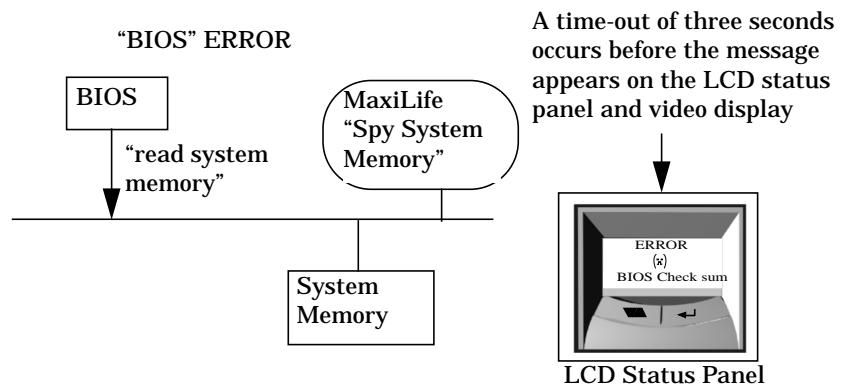 “BIOS” ERROR
A time-out of three seconds
occurs before the message
appears on the LCD status
panel and video display
BIOS
MaxiLife
“Spy System
Memory”
“read system
memory”
System
Memory
ERROR
BIOS Check sum
LCD Status Panel